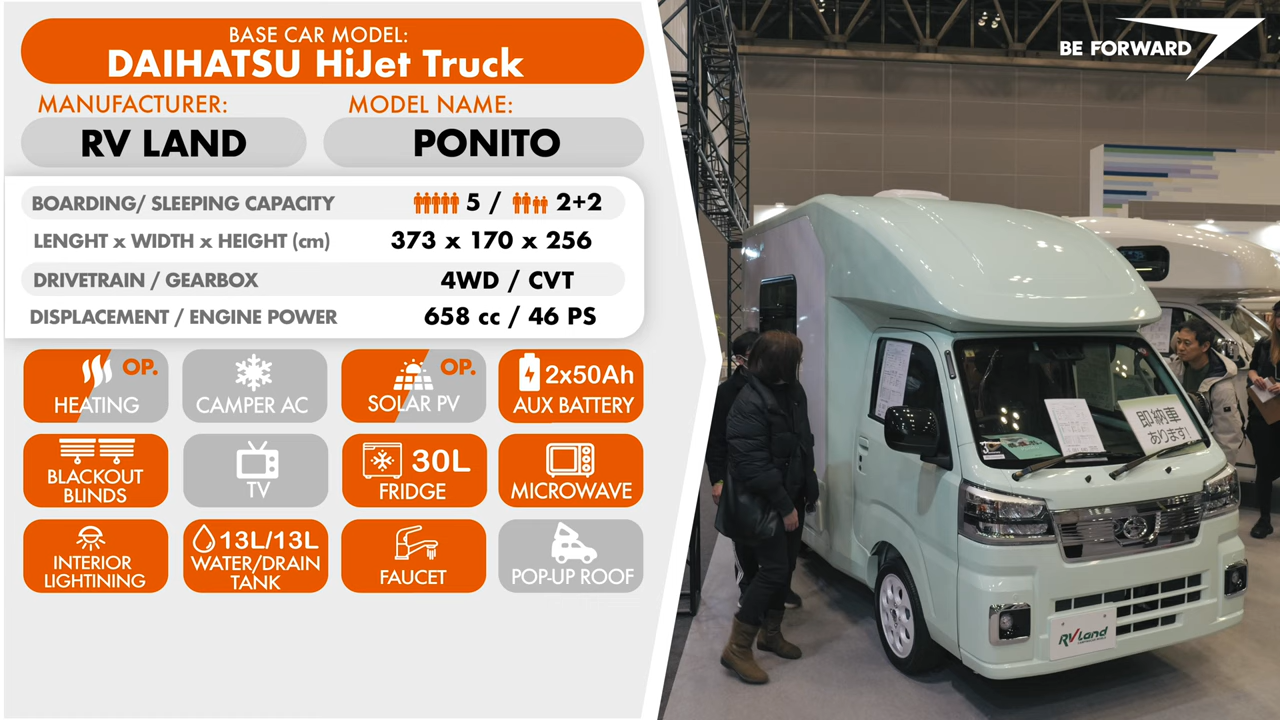 BASE CAR MODEL:
DAIHATSU HiJet Truck
MANUFACTURER:
MODEL NAME:
RV LAND
PONITO
BOARDING/ SLEEPING CAPACITY
5 /
2+2
LENGHT x WIDTH x HEIGHT (cm)
373 x 170 x 256
DRIVETRAIN / GEARBOX
4WD / CVT
DISPLACEMENT / ENGINE POWER
658 cc / 46 PS
OP.
HEATING
CAMPER AC
OP.
SOLAR PV
2x50Ah
AUX BATTERY
BLACKOUT
BLINDS
TV
30L
FRIDGE
MICROWAVE
INTERIOR
LIGHTINING
13L/13L
WATER/DRAIN
TANK
FAUCET
POP-UP ROOF
BE FORWARD
即納車
あります!
RV Land